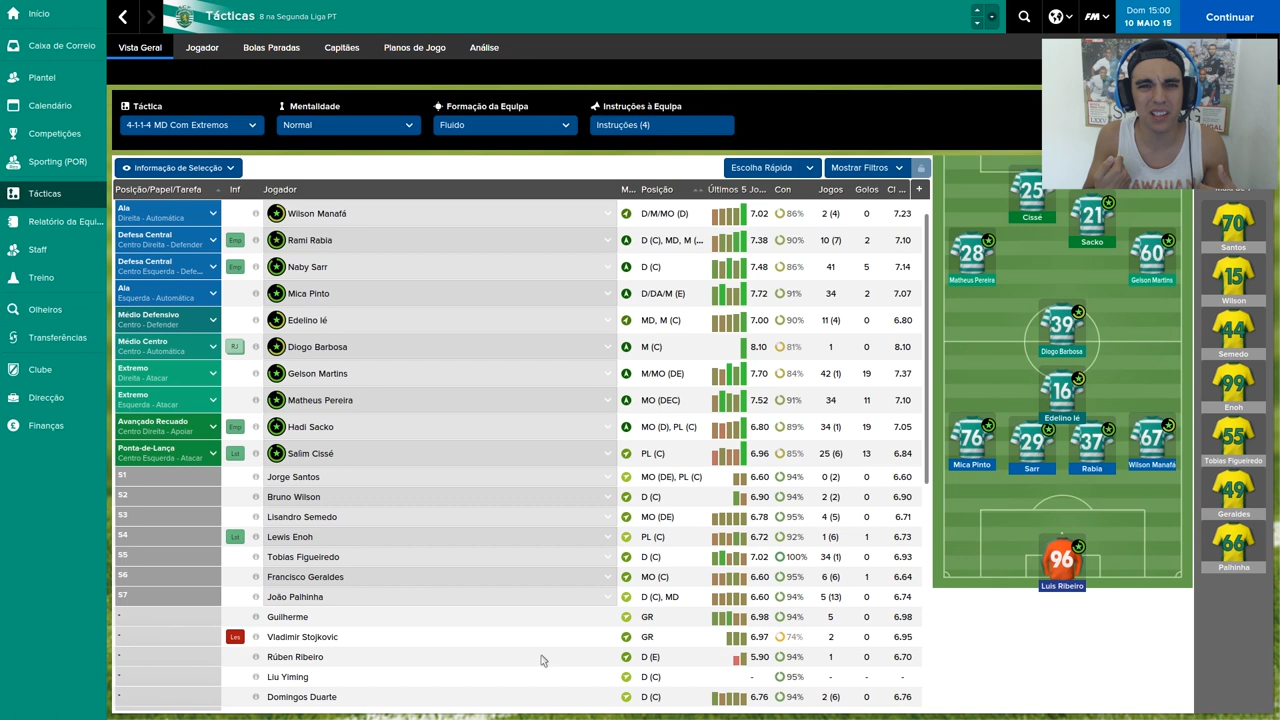 Início
Caixa de Correio
Plantel
Calendário
Competições
Sporting (POR)
Tácticas
Relatório da Equi...
Staff
Treino
Olheiros
Transferências
Clube
Direcção
Finanças
Tácticas 8 na Segunda Liga PT
FM
Dom 15:00
10 MAIO 15
Continuar
Vista Geral Jogador Bolas Paradas Capitães Planos de Jogo Análise
Táctica Mentalidade Formação da Equipa Instruções à Equipa
4-1-1-4 MD Com Extremos Normal Fluído Instruções (4)
Informação de Selecção Escolha Rápida Mostrar Filtros
Posição/Papel/Tarefa Inf Jogador M... Posição Últimos 5 Jo... Con Jogos Golos Cl ... +
Ala
Direita - Automática Wilson Manafá D/M/MO (D) 7.02 86% 2 (4) 0 7.23
Defesa Central
Centro Direita - Defender Emp Rami Rabia D (C), MD, M (... 7.38 90% 10 (7) 2 7.10
Defesa Central
Centro Esquerda - Defe... Emp Naby Sarr D (C) 7.48 86% 41 5 7.14
Ala
Esquerda - Automática Mica Pinto D/DA/M (E) 7.72 91% 34 2 7.07
Médio Defensivo
Centro - Defender Edelino Ié MD, M (C) 7.00 90% 11 (4) 0 6.80
Médio Centro
Centro - Automática RJ Diogo Barbosa M (C) 8.10 81% 1 0 8.10
Extremo
Direita - Atacar Gelson Martins M/MO (DE) 7.70 84% 42 (1) 19 7.37
Extremo
Esquerda - Atacar Matheus Pereira MO (DEC) 7.52 91% 34 11 7.10
Avançado Recuado
Centro Direita - Apoiar Emp Hadi Sacko MO (D), PL (C) 6.80 89% 34 (1) 19 7.05
Ponta-de-Lança
Centro Esquerda - Atacar Lst Salim Cissé PL (C) 6.96 85% 25 (6) 13 6.84
S1 Jorge Santos MO (DE), PL (C) 6.60 94% 0 (2) 0 6.60
S2 Bruno Wilson D (C) 6.90 94% 2 (2) 0 6.90
S3 Lisandro Semedo MO (DE) 6.78 95% 4 (5) 0 6.71
S4 Lst Lewis Enoh PL (C) 6.72 92% 1 (6) 1 6.73
S5 Tobias Figueiredo D (C) 7.02 100% 34 (1) 0 6.93
S6 Francisco Geraldes MO (C) 6.60 95% 6 (6) 1 6.64
S7 João Palhinha D (C), MD 6.60 94% 5 (13) 0 6.74
- Guilherme GR 6.98 94% 5 0 6.98
- Les Vladimir Stojkovic GR 6.97 74% 2 0 6.95
- Rúben Ribeiro D (E) 5.90 94% 1 0 6.70
- Liu Yiming D (C) - 95% - - -
- Domingos Duarte D (C) 6.76 94% 2 (6) 0 6.76
25
Cissé
21
Sacko
28
Matheus Pereira
60
Gelson Martins
39
Diogo Barbosa
16
Edelino Ié
76
Mica Pinto
29
Sarr
37
Rabia
67
Wilson Manafá
96
Luis Ribeiro
70
Santos
15
Wilson
44
Semedo
99
Enoh
55
Tobias Figueiredo
49
Geraldes
66
Palhinha